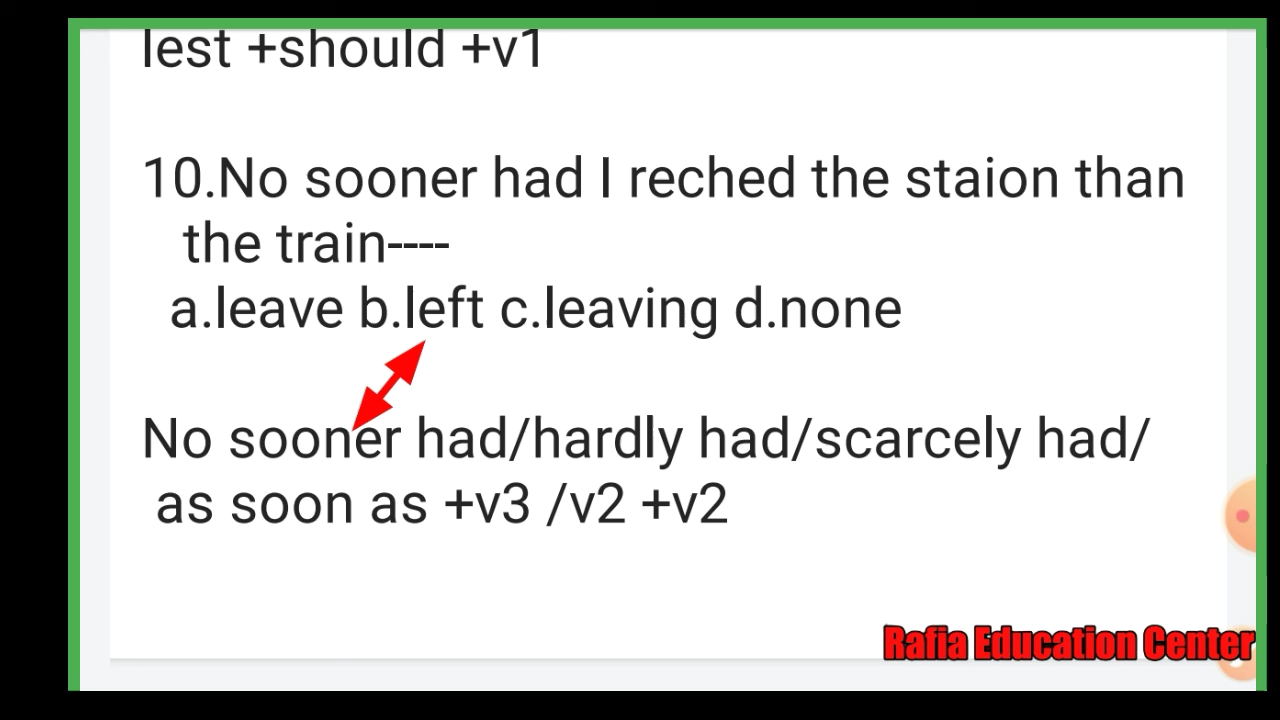 lest +should +v1
10.No sooner had I reched the staion than
the train----
a.leave b.left c.leaving d.none
No sooner had/hardly had/scarcely had/
as soon as +v3 /v2 +v2
Rafia Education Center